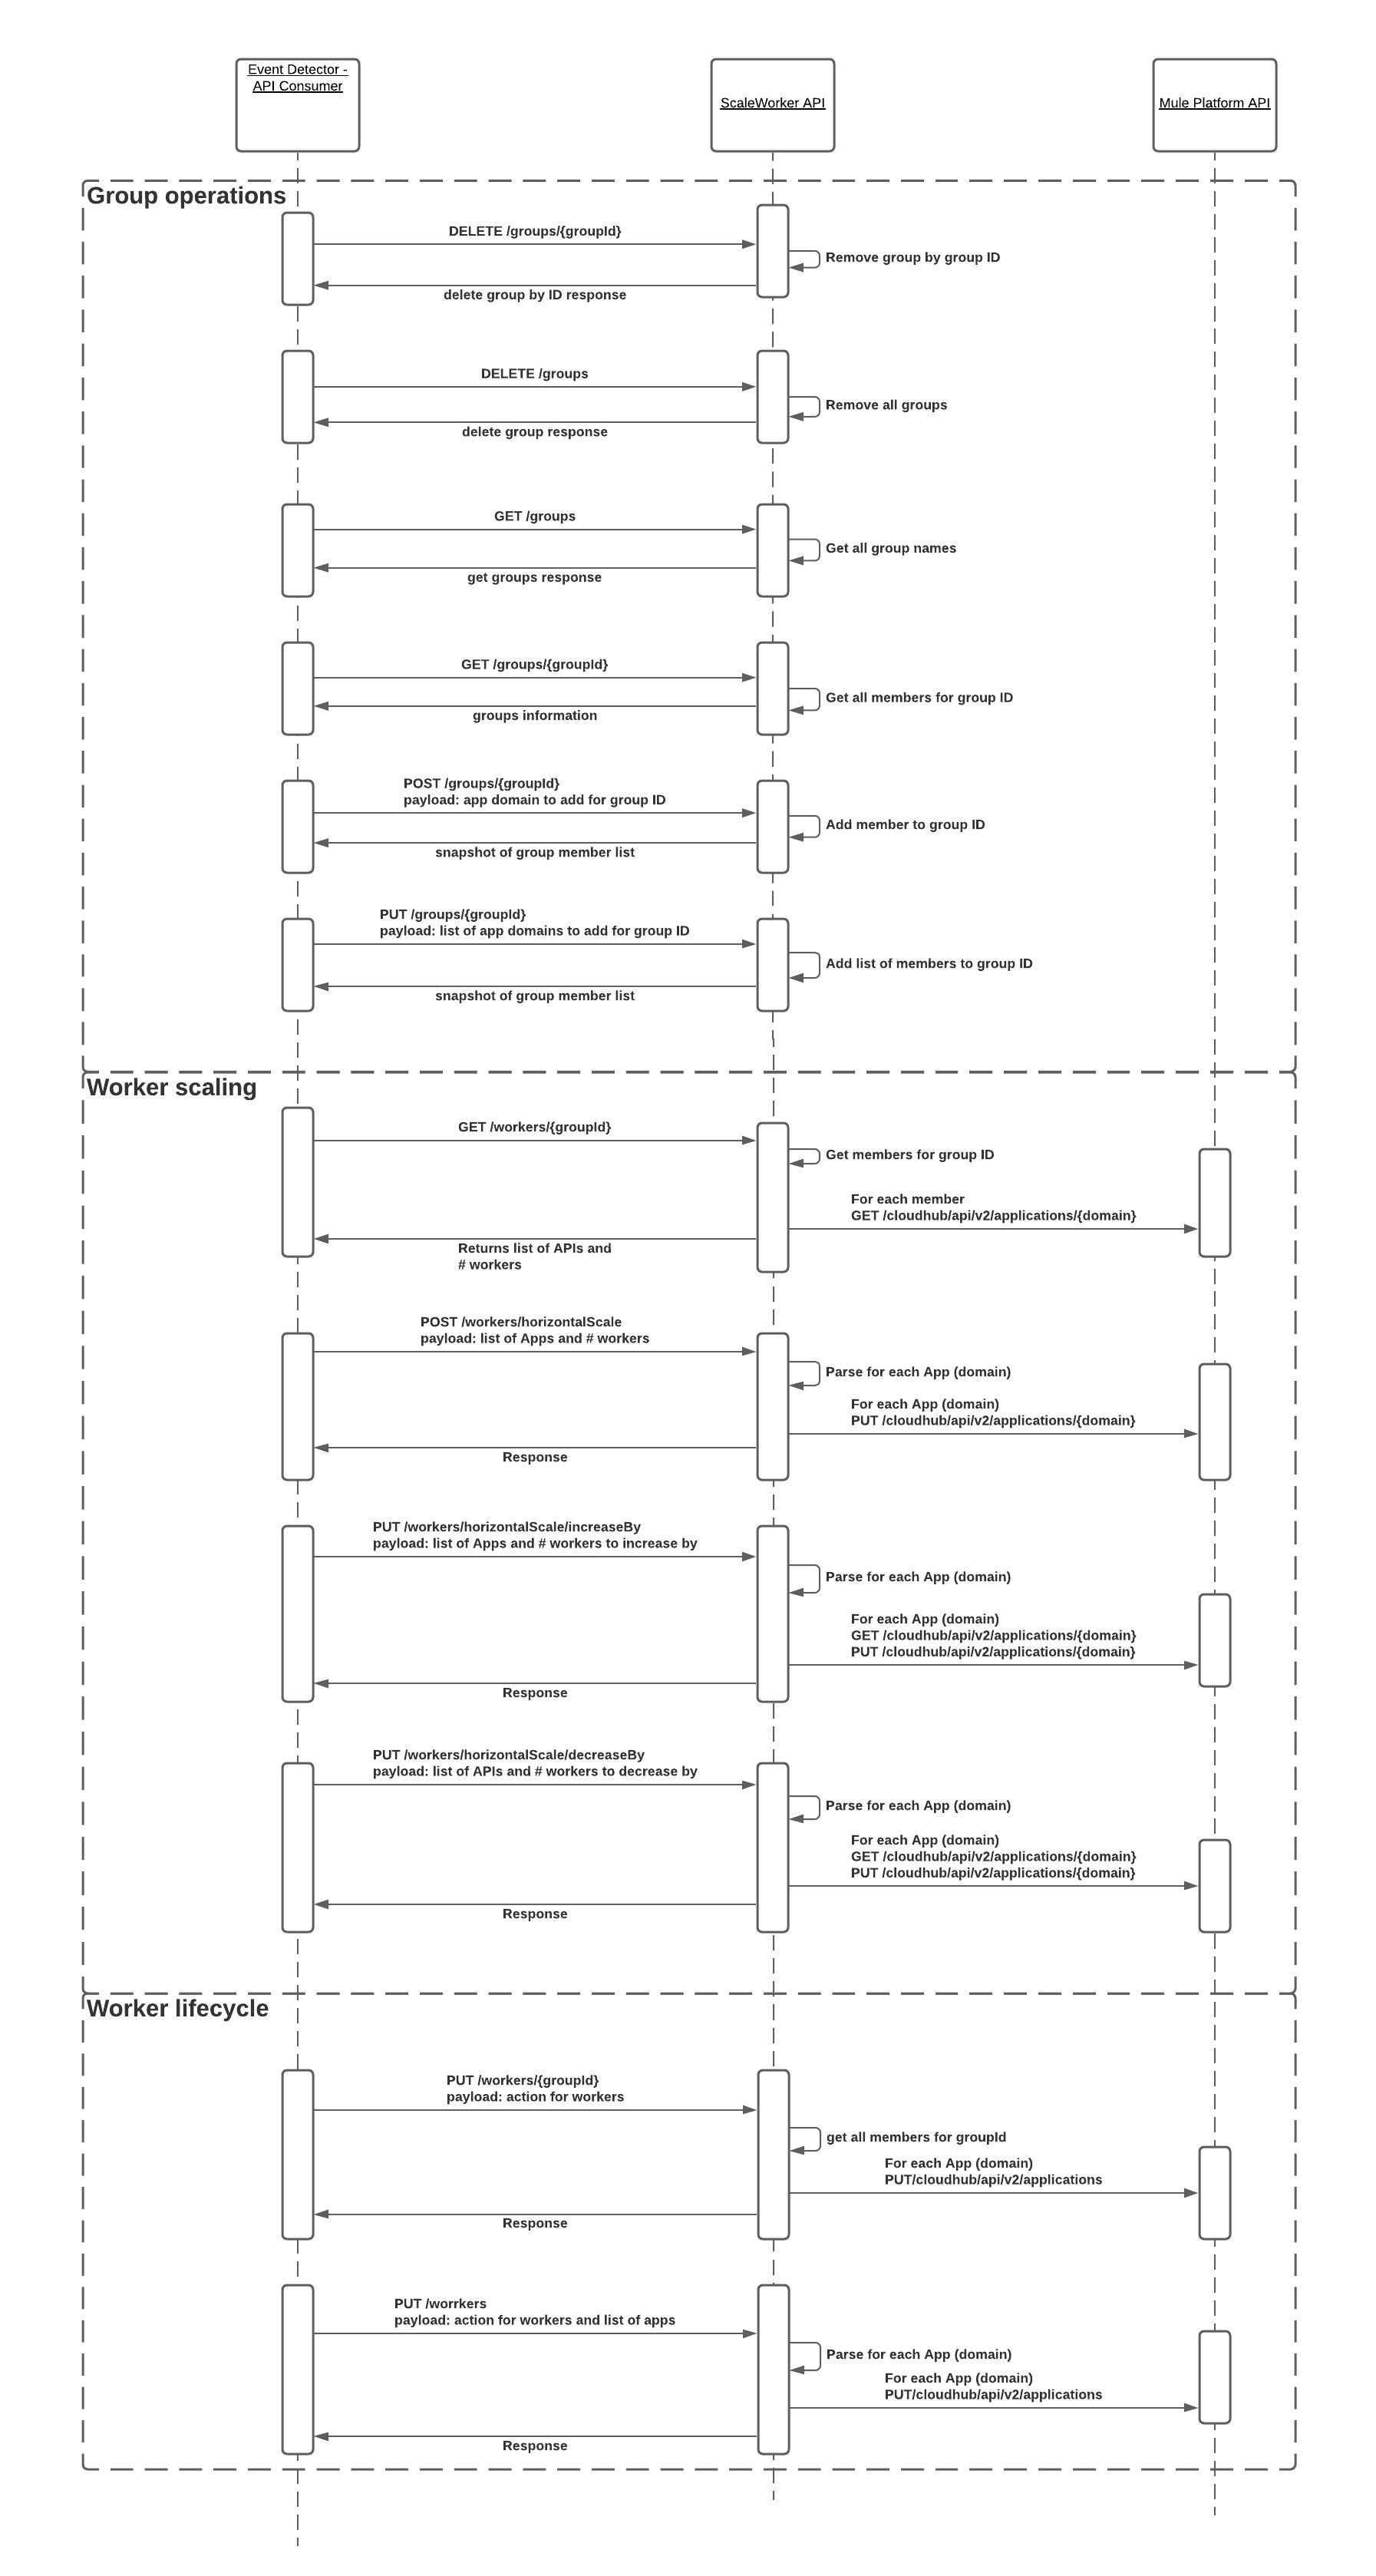 Event Detector -
API Consumer
ScaleWorker API
Mule Platform API
Group operations
DELETE /groups/{groupId}
Remove group by group ID
delete group by ID response
DELETE /groups
Remove all groups
delete group response
GET /groups
Get all group names
get groups response
GET /groups/{groupId}
Get all members for group ID
groups information
POST /groups/{groupId}
payload: app domain to add for group ID
Add member to group ID
snapshot of group member list
PUT /groups/{groupId}
payload: list of app domains to add for group ID
Add list of members to group ID
snapshot of group member list
Worker scaling
GET /workers/{groupId}
Get members for group ID
For each member
GET /cloudhub/api/v2/applications/{domain}
Returns list of APIs and
# workers
POST /workers/horizontalScale
payload: list of Apps and # workers
Parse for each App (domain)
For each App (domain)
PUT /cloudhub/api/v2/applications/{domain}
Response
PUT /workers/horizontalScale/increaseBy
payload: list of Apps and # workers to increase by
Parse for each App (domain)
For each App (domain)
GET /cloudhub/api/v2/applications/{domain}
PUT /cloudhub/api/v2/applications/{domain}
Response
PUT /workers/horizontalScale/decreaseBy
payload: list of APIs and # workers to decrease by
Parse for each App (domain)
For each App (domain)
GET /cloudhub/api/v2/applications/{domain}
PUT /cloudhub/api/v2/applications/{domain}
Response
Worker lifecycle
PUT /workers/{groupId}
payload: action for workers
get all members for groupId
For each App (domain)
PUT/cloudhub/api/v2/applications
Response
PUT /worrkers
payload: action for workers and list of apps
Parse for each App (domain)
For each App (domain)
PUT/cloudhub/api/v2/applications
Response